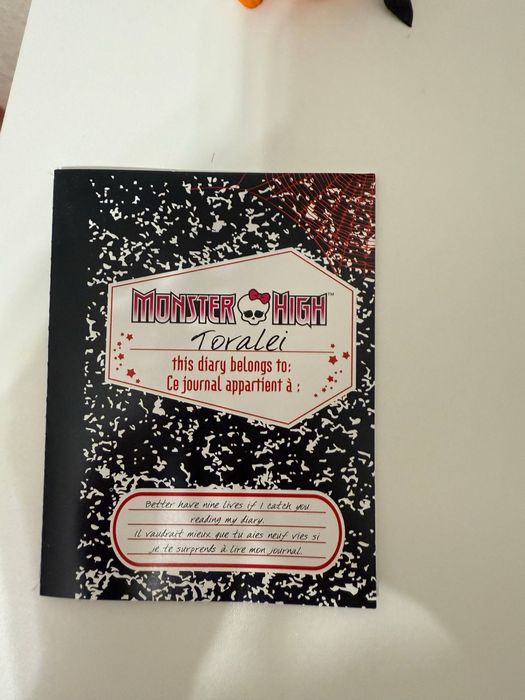 MONSTER HIGH™
Toralei
this diary belongs to:
Ce journal appartient à :
Better have nine lives if I catch you
reading my diary.
Il vaudrait mieux que tu aies neuf vies si
je te surprends à lire mon journal.